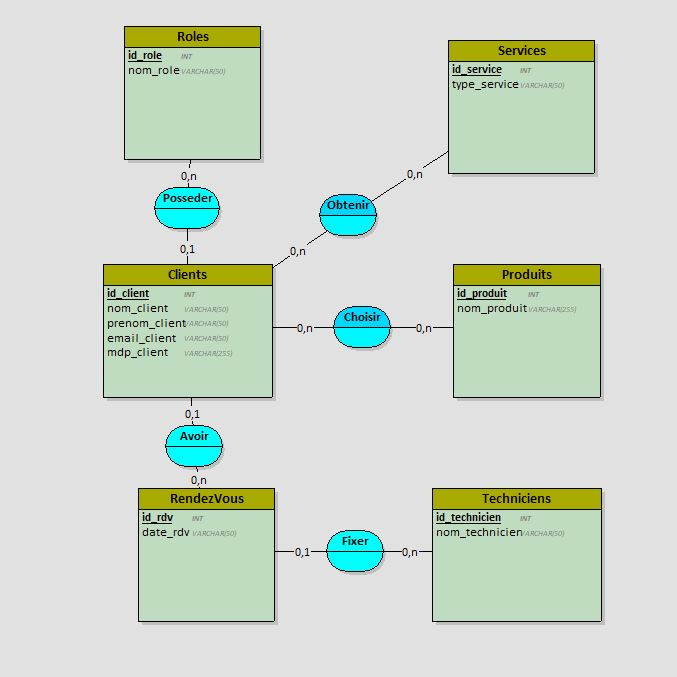 Roles
id_role INT
nom_role VARCHAR(50)
Services
id_service INT
type_service VARCHAR(50)
0,n
Posseder
0,1
0,n
Obtenir
0,n
Clients
id_client INT
nom_client VARCHAR(50)
prenom_client VARCHAR(50)
email_client VARCHAR(50)
mdp_client VARCHAR(255)
0,n
Choisir
0,n
Produits
id_produit INT
nom_produit VARCHAR(255)
0,1
Avoir
0,n
RendezVous
id_rdv INT
date_rdv VARCHAR(50)
0,1
Fixer
0,n
Techniciens
id_technicien INT
nom_technicien VARCHAR(50)